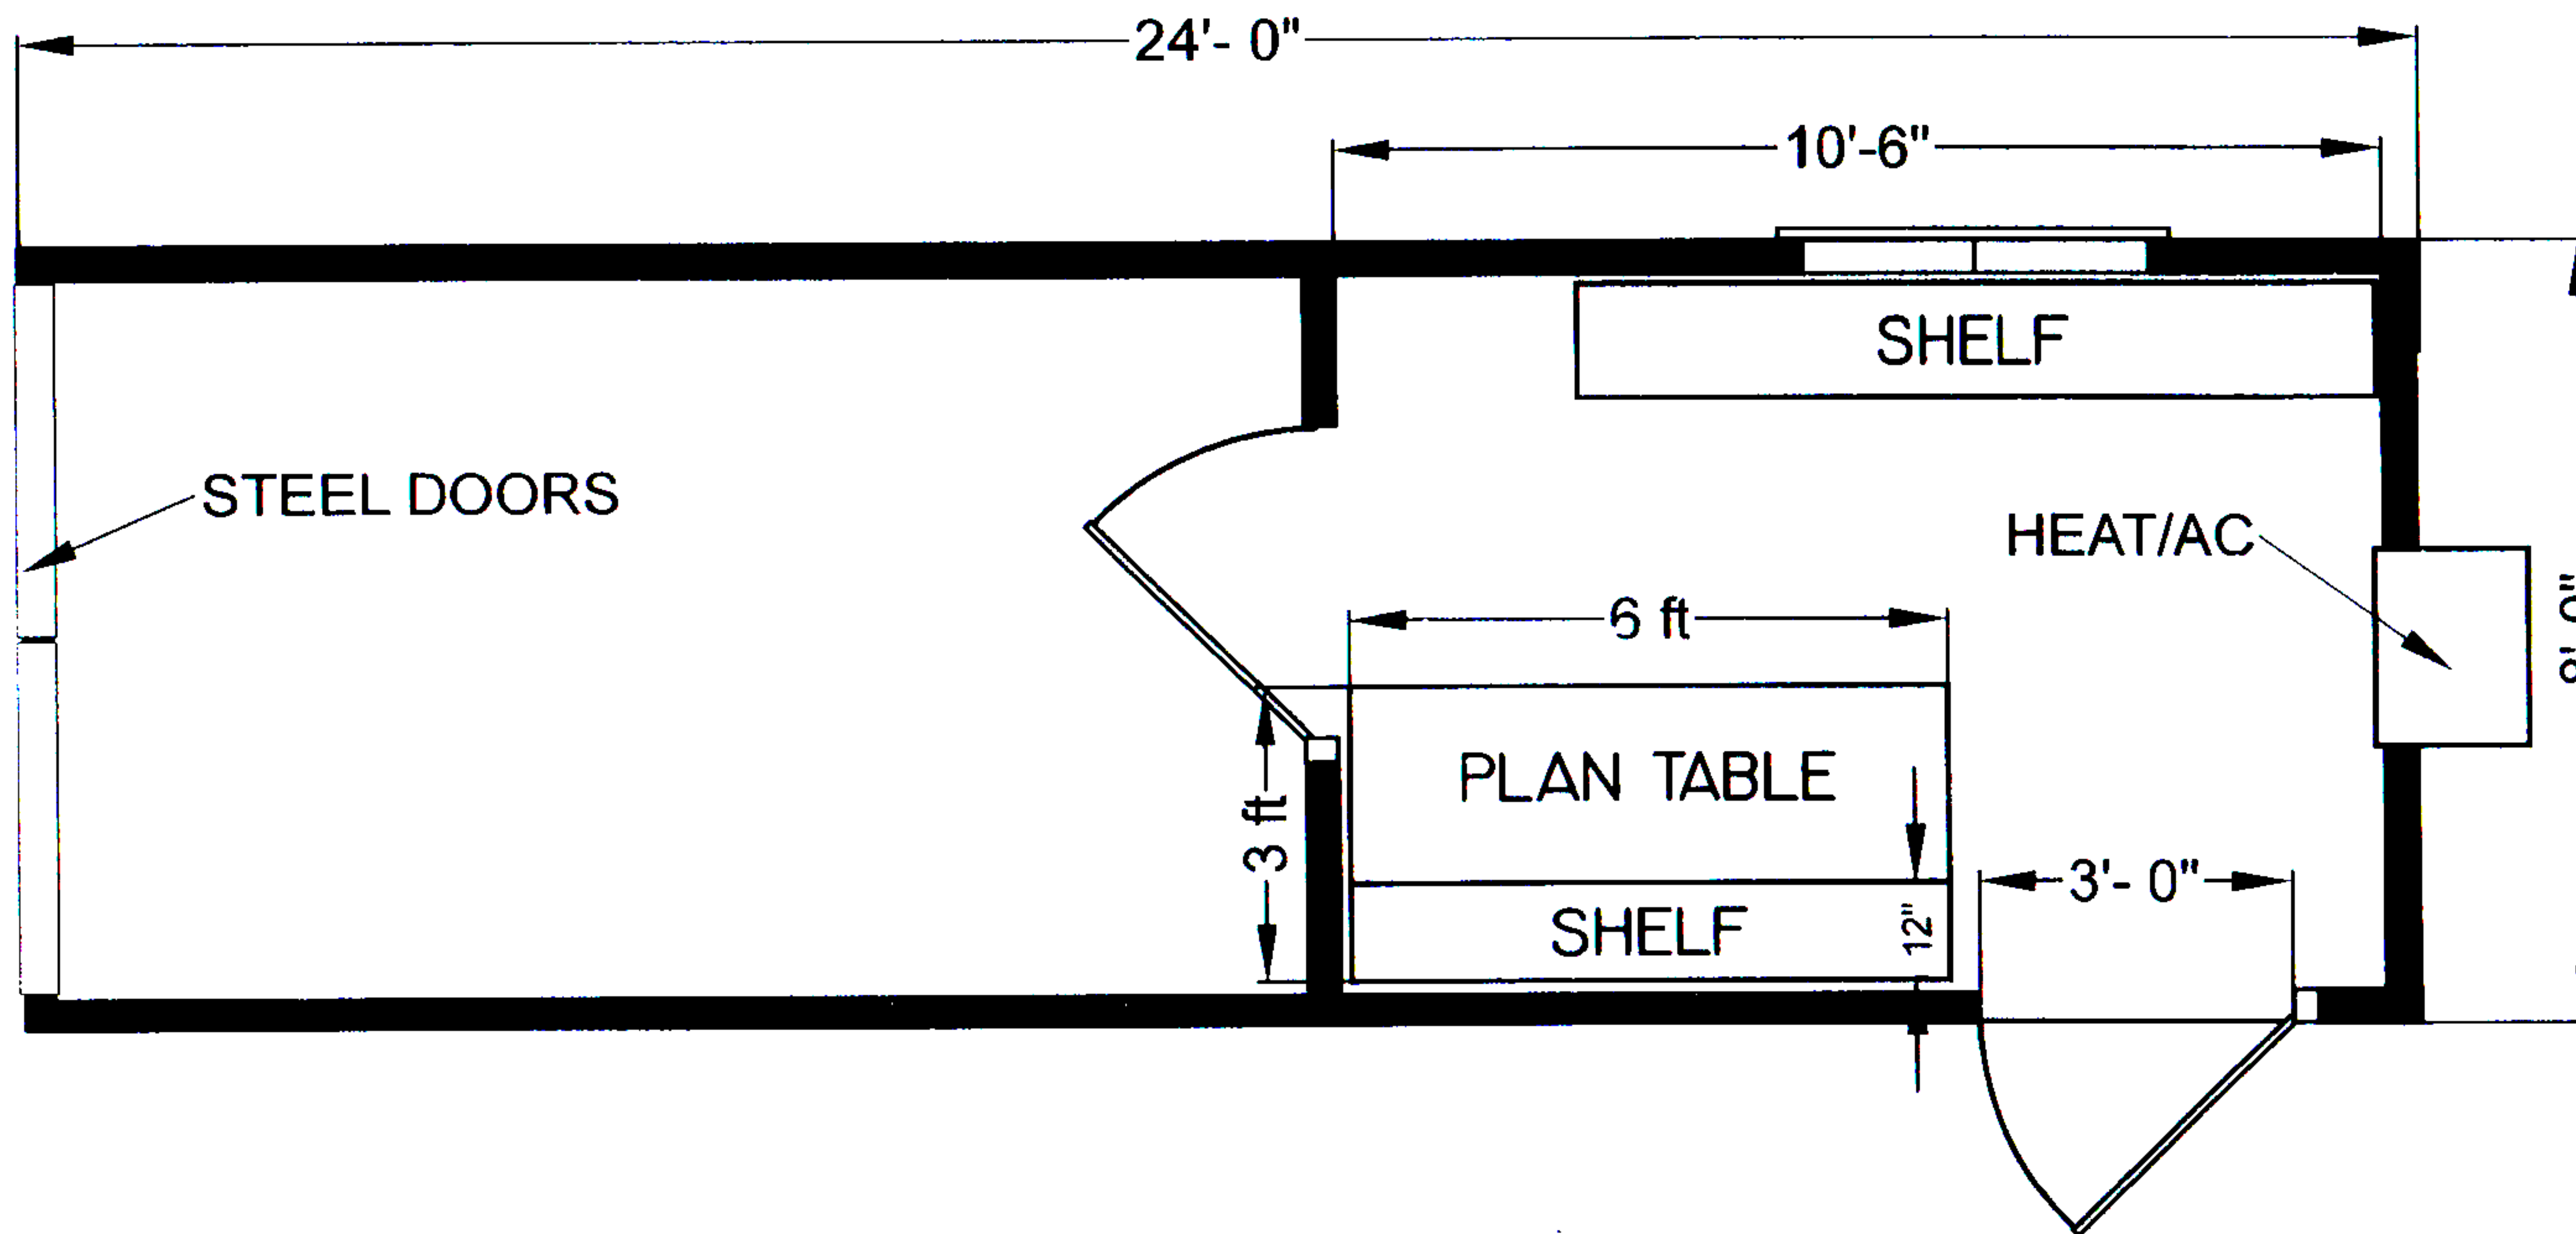 24'- 0"
10'-6"
SHELF
STEEL DOORS
HEAT/AC
6 ft
PLAN TABLE
3 ft
3'- 0"
SHELF
12"